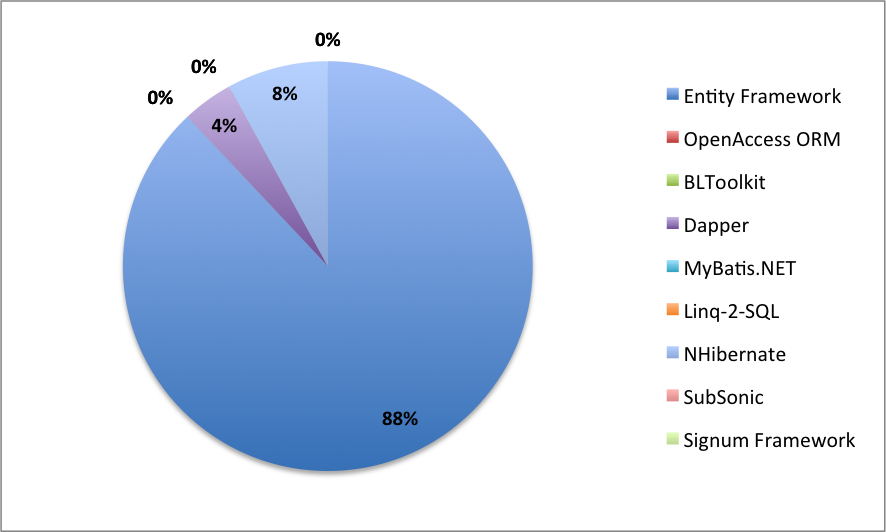 0%
0%
0%
8%
4%
88%
Entity Framework
OpenAccess ORM
BLToolkit
Dapper
MyBatis.NET
Linq-2-SQL
NHibernate
SubSonic
Signum Framework